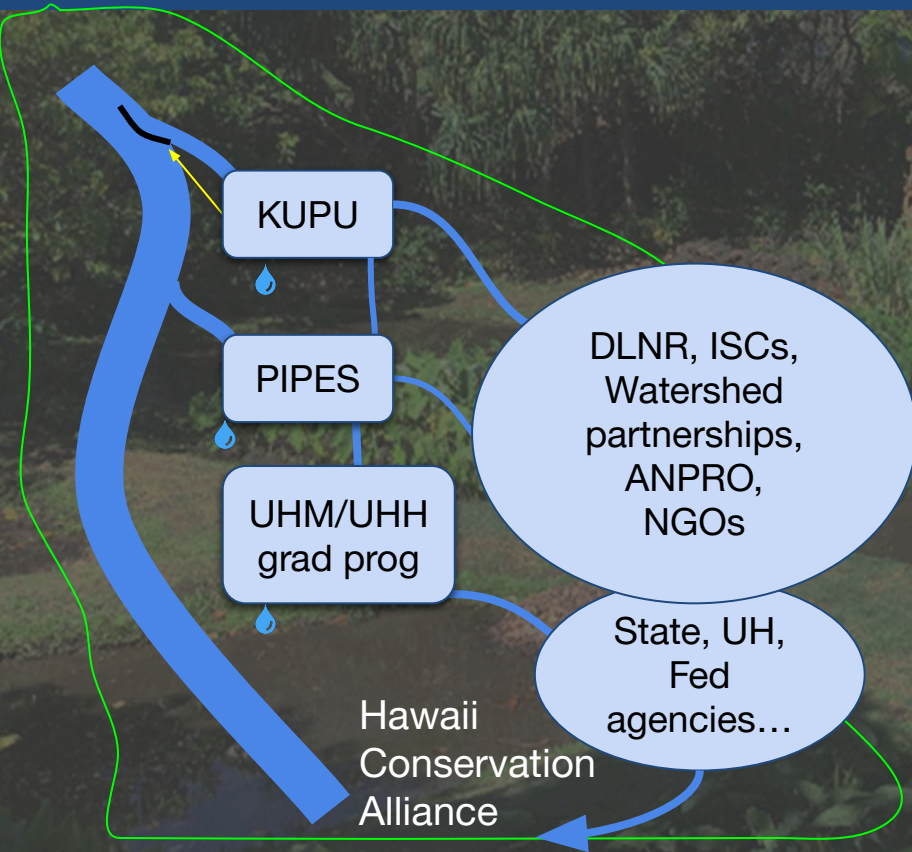 KUPU
PIPES
UHM/UHH
grad prog
DLNR, ISCs,
Watershed
partnerships,
ANPRO,
NGOs
State, UH,
Fed
agencies…
Hawaii
Conservation
Alliance